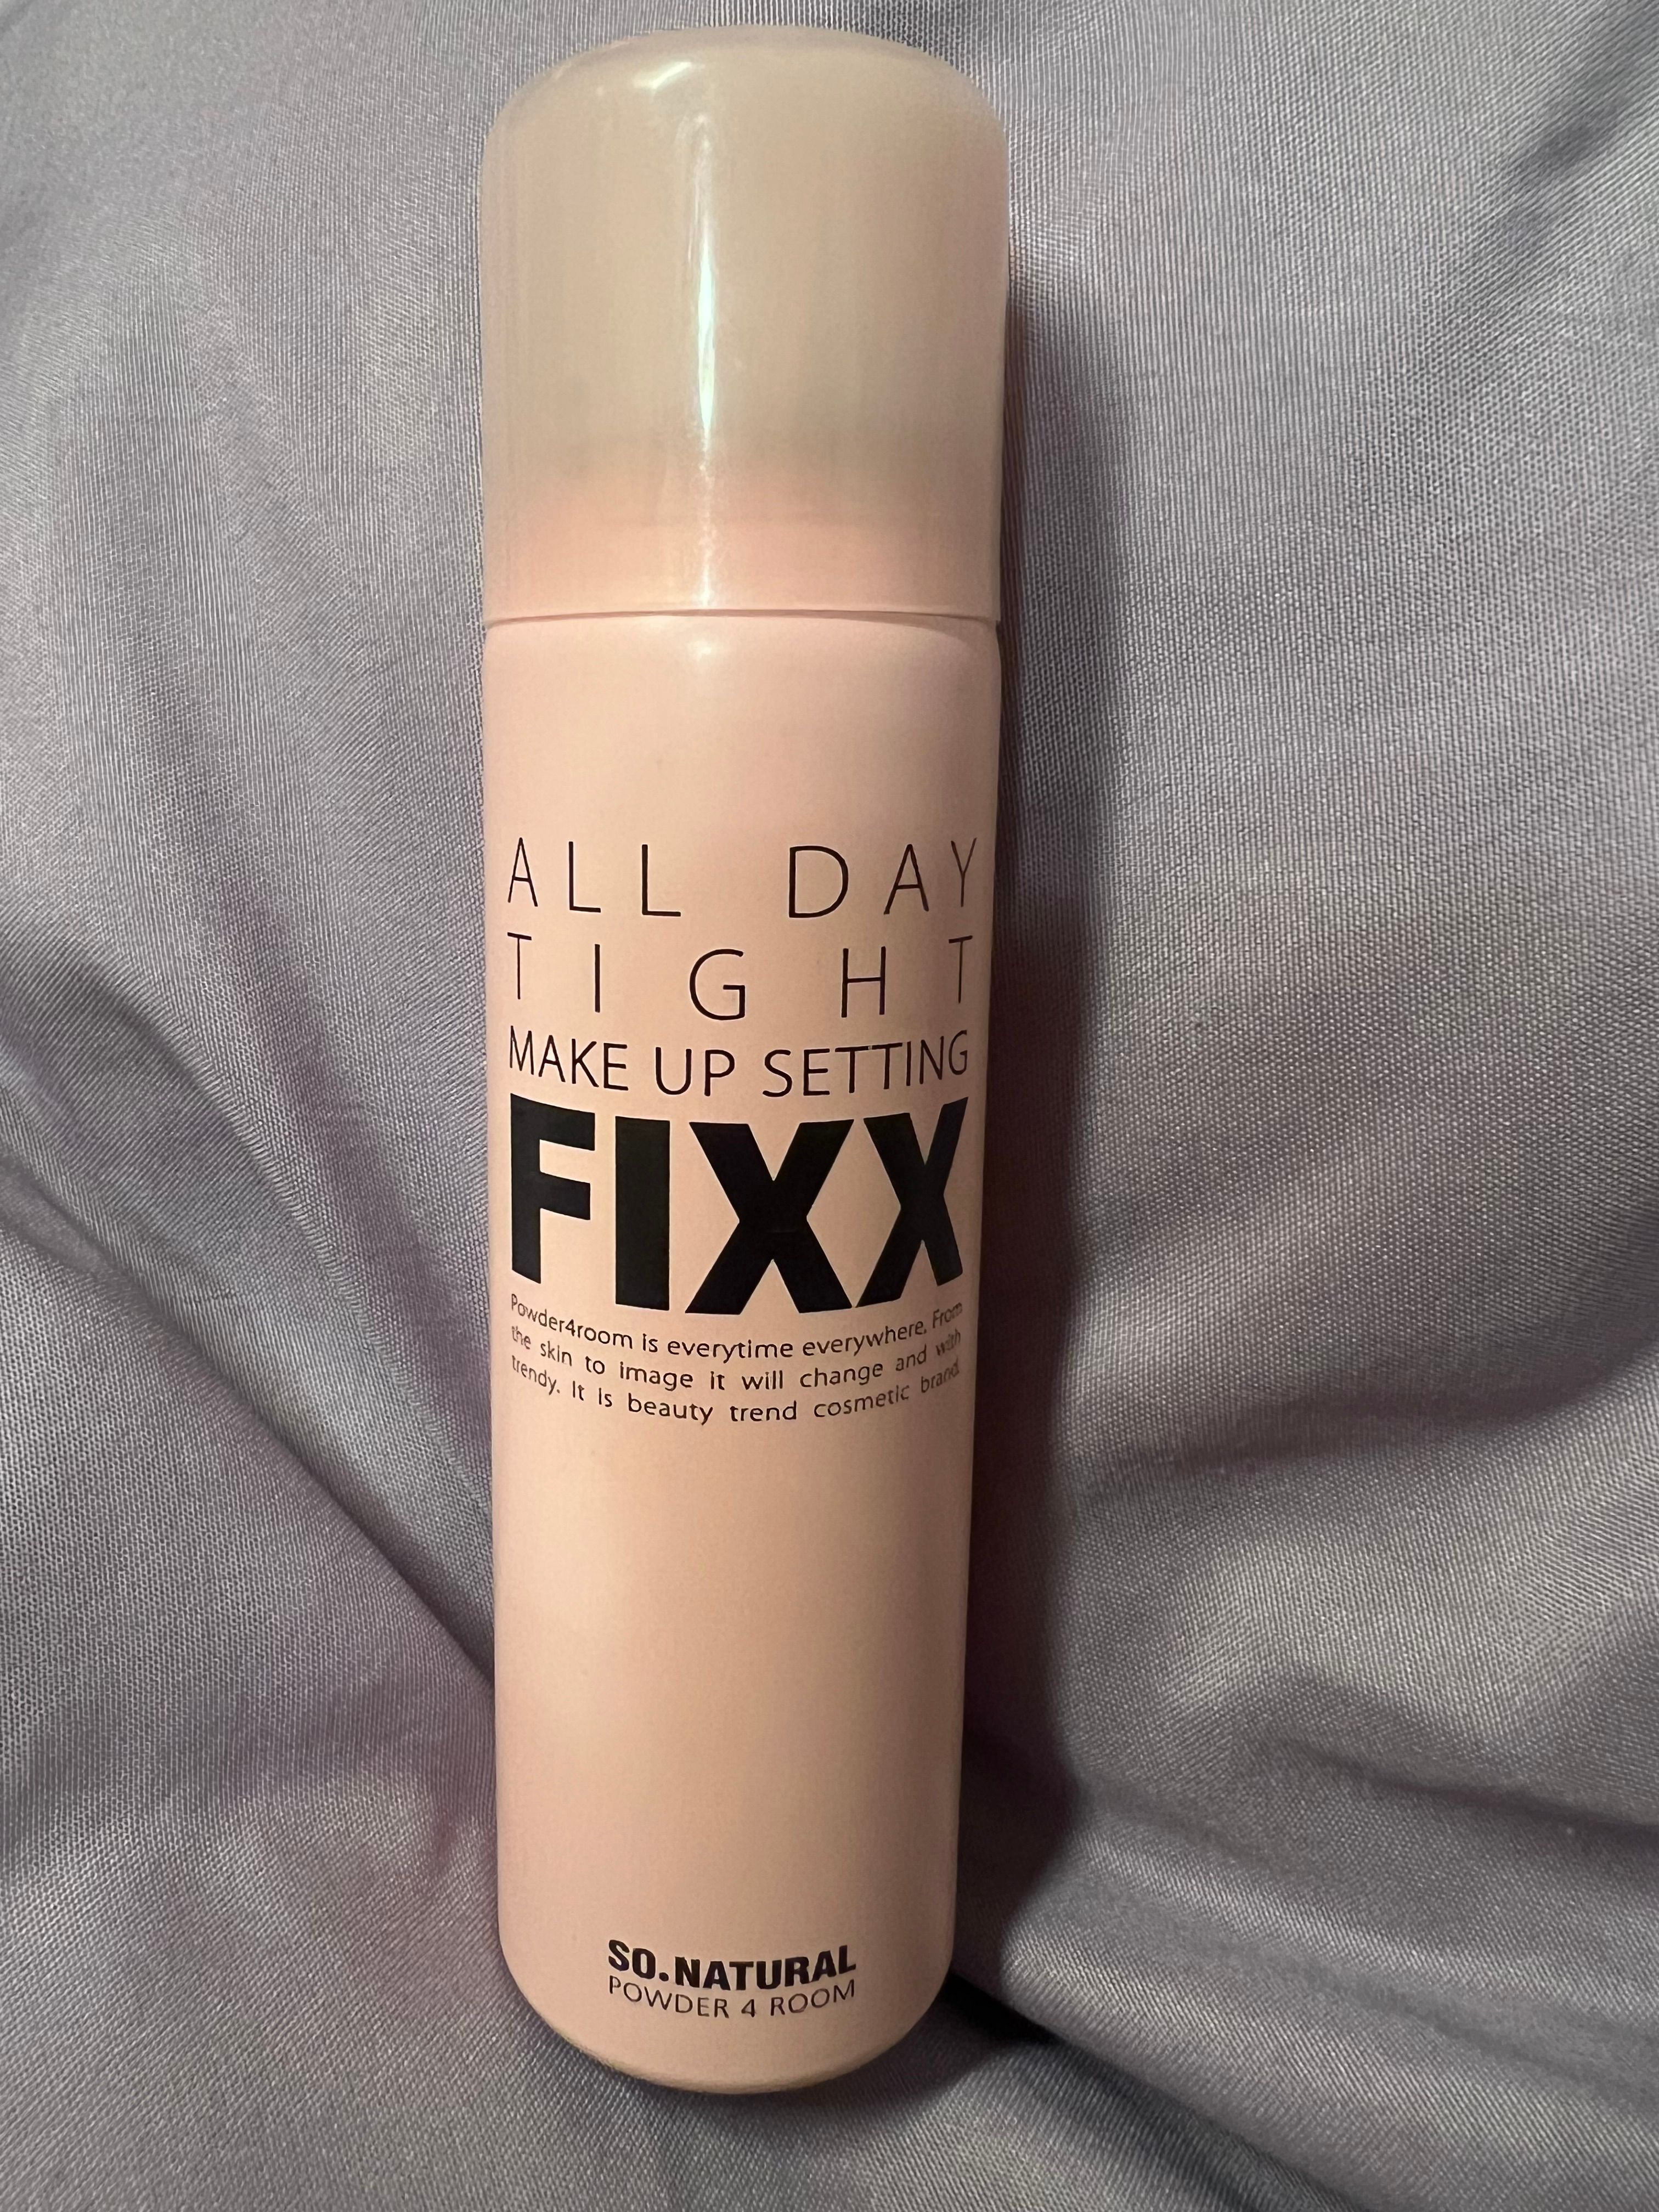 ALL DAY
TIGHT
MAKE UP SETTING
FIXX
Powder4room is everytime everywhere. From
the skin to image it will change and with
trendy. It is beauty trend cosmetic brand.
SO.NATURAL
POWDER 4 ROOM